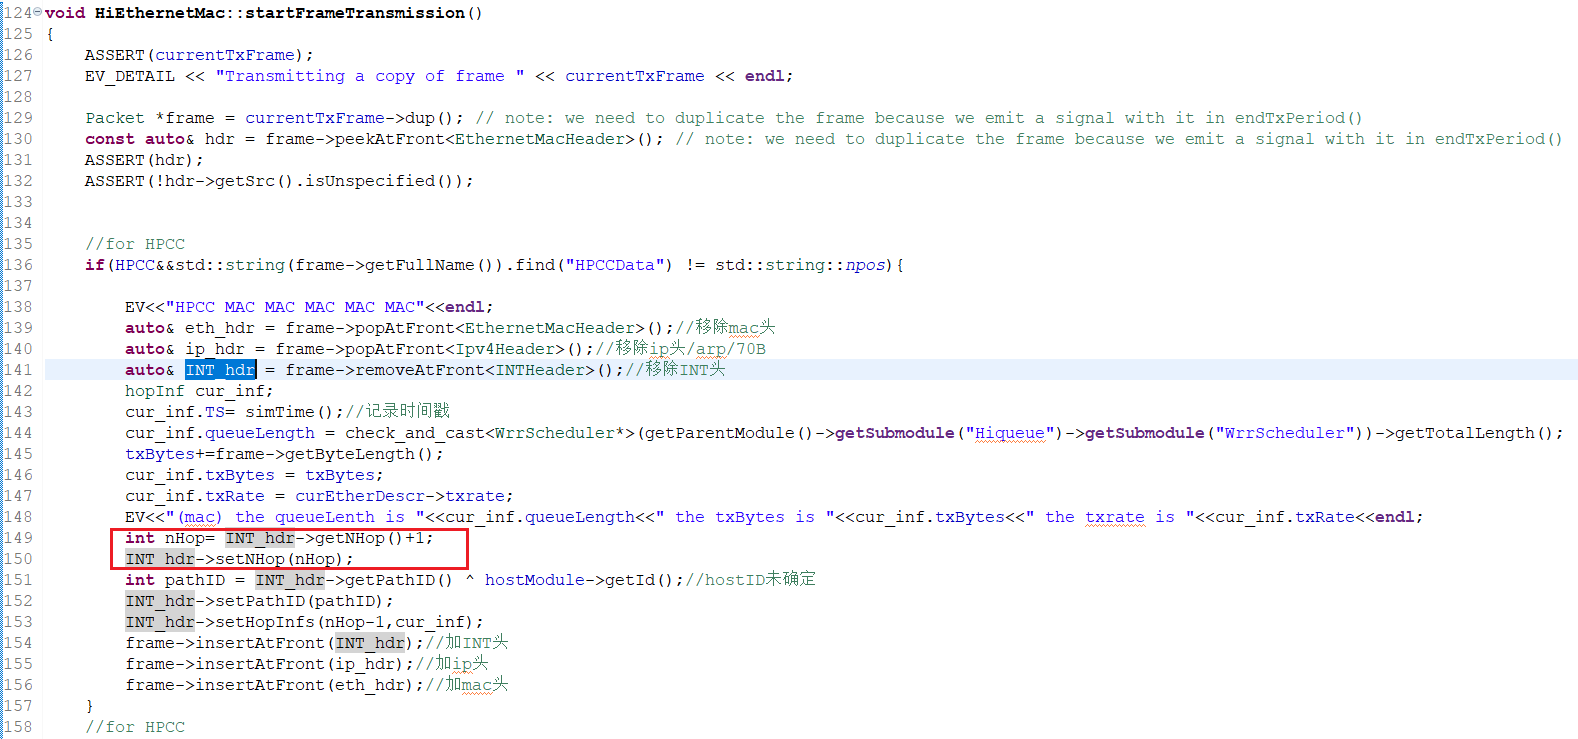 124 void HiEthernetMac::startFrameTransmission()
125 {
126 ASSERT(currentTxFrame);
127 EV_DETAIL << "Transmitting a copy of frame " << currentTxFrame << endl;
128
129 Packet *frame = currentTxFrame->dup(); // note: we need to duplicate the frame because we emit a signal with it in endTxPeriod()
130 const auto& hdr = frame->peekAtFront<EthernetMacHeader>(); // note: we need to duplicate the frame because we emit a signal with it in endTxPeriod()
131 ASSERT(hdr);
132 ASSERT(!hdr->getSrc().isUnspecified());
133
134
135 //for HPCC
136 if(HPCC&&std::string(frame->getFullName()).find("HPCCData") != std::string::npos){
137
138 EV<<"HPCC MAC MAC MAC MAC MAC"<<endl;
139 auto& eth_hdr = frame->popAtFront<EthernetMacHeader>();//移除mac头
140 auto& ip_hdr = frame->popAtFront<Ipv4Header>();//移除ip头/arp/70B
141 auto& INT_hdr = frame->removeAtFront<INTHeader>();//移除INT头
142 hopInf cur_inf;
143 cur_inf.TS= simTime();//记录时间戳
144 cur_inf.queueLength = check_and_cast<WrrScheduler*>(getParentModule()->getSubmodule("Hiqueue")->getSubmodule("WrrScheduler"))->getTotalLength();
145 txBytes+=frame->getByteLength();
146 cur_inf.txBytes = txBytes;
147 cur_inf.txRate = curEtherDescr->txrate;
148 EV<<"(mac) the queueLenth is "<<cur_inf.queueLength<<" the txBytes is "<<cur_inf.txBytes<<" the txrate is "<<cur_inf.txRate<<endl;
149 int nHop= INT_hdr->getNHop()+1;
150 INT_hdr->setNHop(nHop);
151 int pathID = INT_hdr->getPathID() ^ hostModule->getId();//hostID未确定
152 INT_hdr->setPathID(pathID);
153 INT_hdr->setHopInfs(nHop-1,cur_inf);
154 frame->insertAtFront(INT_hdr);//加INT头
155 frame->insertAtFront(ip_hdr);//加ip头
156 frame->insertAtFront(eth_hdr);//加mac头
157 }
158 //for HPCC